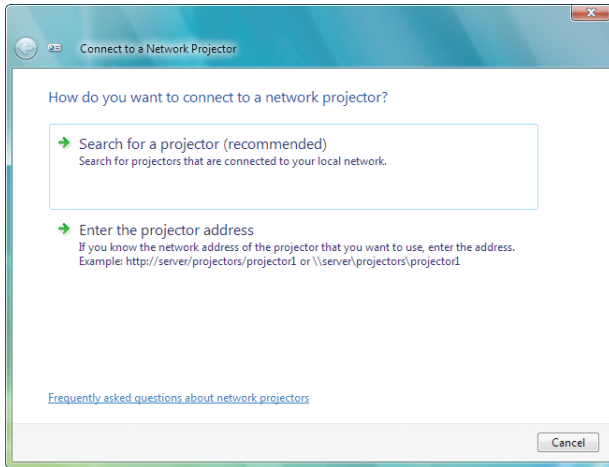 Connect to a Network Projector
How do you want to connect to a network projector?
Search for a projector (recommended)
Search for projectors that are connected to your local network.
Enter the projector address
If you know the network address of the projector that you want to use, enter the address.
Example: http://server/projectors/projector1 or \\server\projectors\projector1
Frequently asked questions about network projectors
Cancel